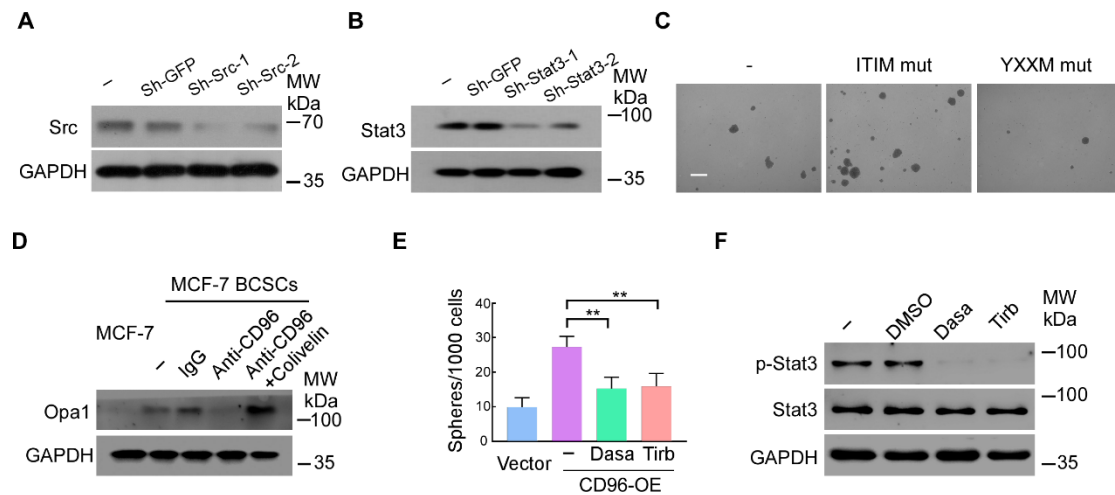 A
–
Sh-GFP
Sh-Src-1
Sh-Src-2
MW
kDa
Src
–70
GAPDH
–35
B
–
Sh-GFP
Sh-Stat3-1
Sh-Stat3-2
MW
kDa
–100
Stat3
GAPDH
–35
C
-
ITIM mut
YXXM mut
D
MCF-7 BCSCs
MCF-7
–
IgG
Anti-CD96
Anti-CD96
+Colivelin
MW
kDa
Opa1
–100
GAPDH
–35
E
Spheres/1000 cells
40
30
20
10
0
**
**
Vector
–
Dasa
Tirb
CD96-OE
F
–
DMSO
Dasa
Tirb
MW
kDa
p-Stat3
–100
–100
Stat3
GAPDH
–35